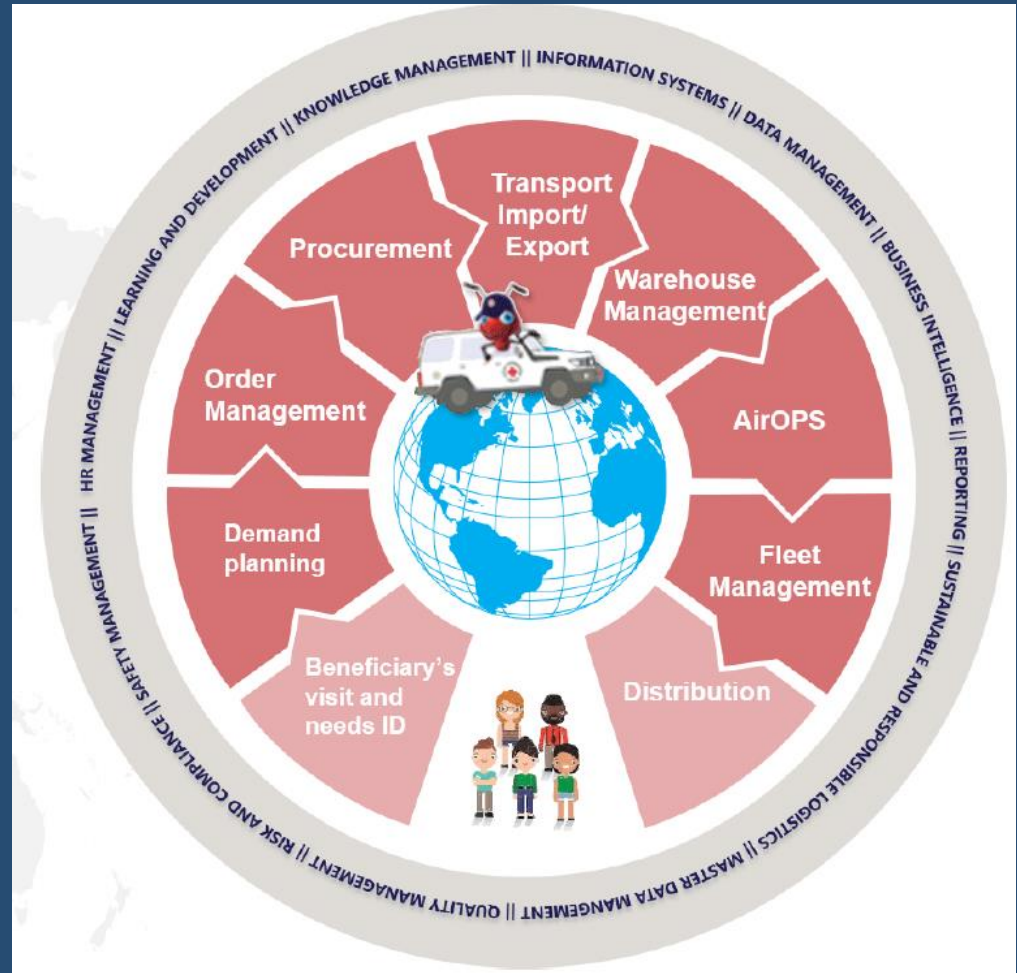 HR MANAGEMENT || LEARNING AND DEVELOPMENT || KNOWLEDGE MANAGEMENT || INFORMATION SYSTEMS || DATA MANAGEMENT || BUSINESS INTELLIGENCE || REPORTING || SUSTAINABLE AND RESPONSIBLE LOGISTICS || MASTER DATA MANGEMENT || QUALITY MANAGEMENT || RISK AND COMPLIANCE || SAFETY MANAGEMENT ||
Beneficiary's
visit and
needs ID
Demand
planning
Order
Management
Procurement
Transport
Import/
Export
Warehouse
Management
AirOPS
Fleet
Management
Distribution